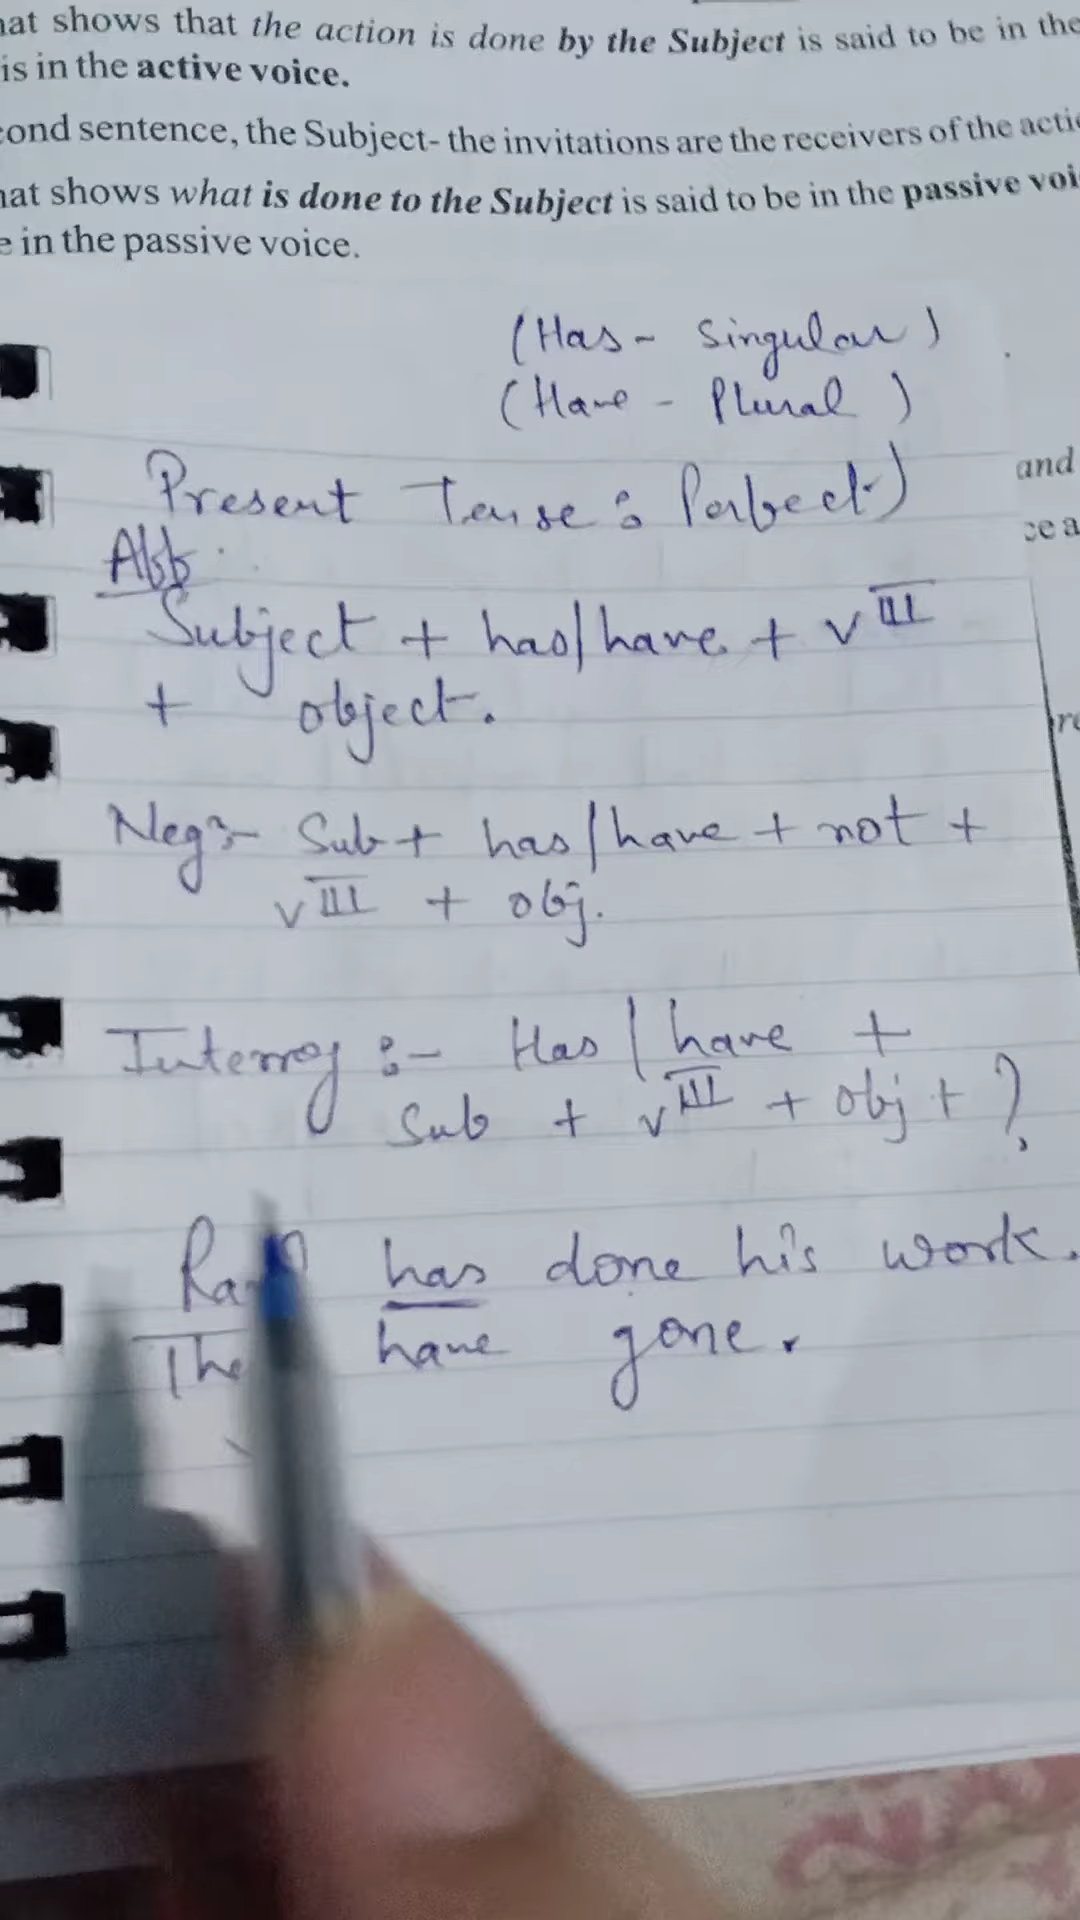 hat shows that the action is done by the Subject is said to be in the
is in the active voice.
cond sentence, the Subject- the invitations are the receivers of the actio
hat shows what is done to the Subject is said to be in the passive voi
e in the passive voice.
(Has - Singular)
(Have - Plural)
and
Present Tense : Perfect)
ce a
Aff.
Subject + has/have + V III
+ object.
re
Neg:- Sub + has/have + not +
V III + obj.
Interrog :- Has / have +
Sub + V III + obj + ?
has done his work.
have gone.